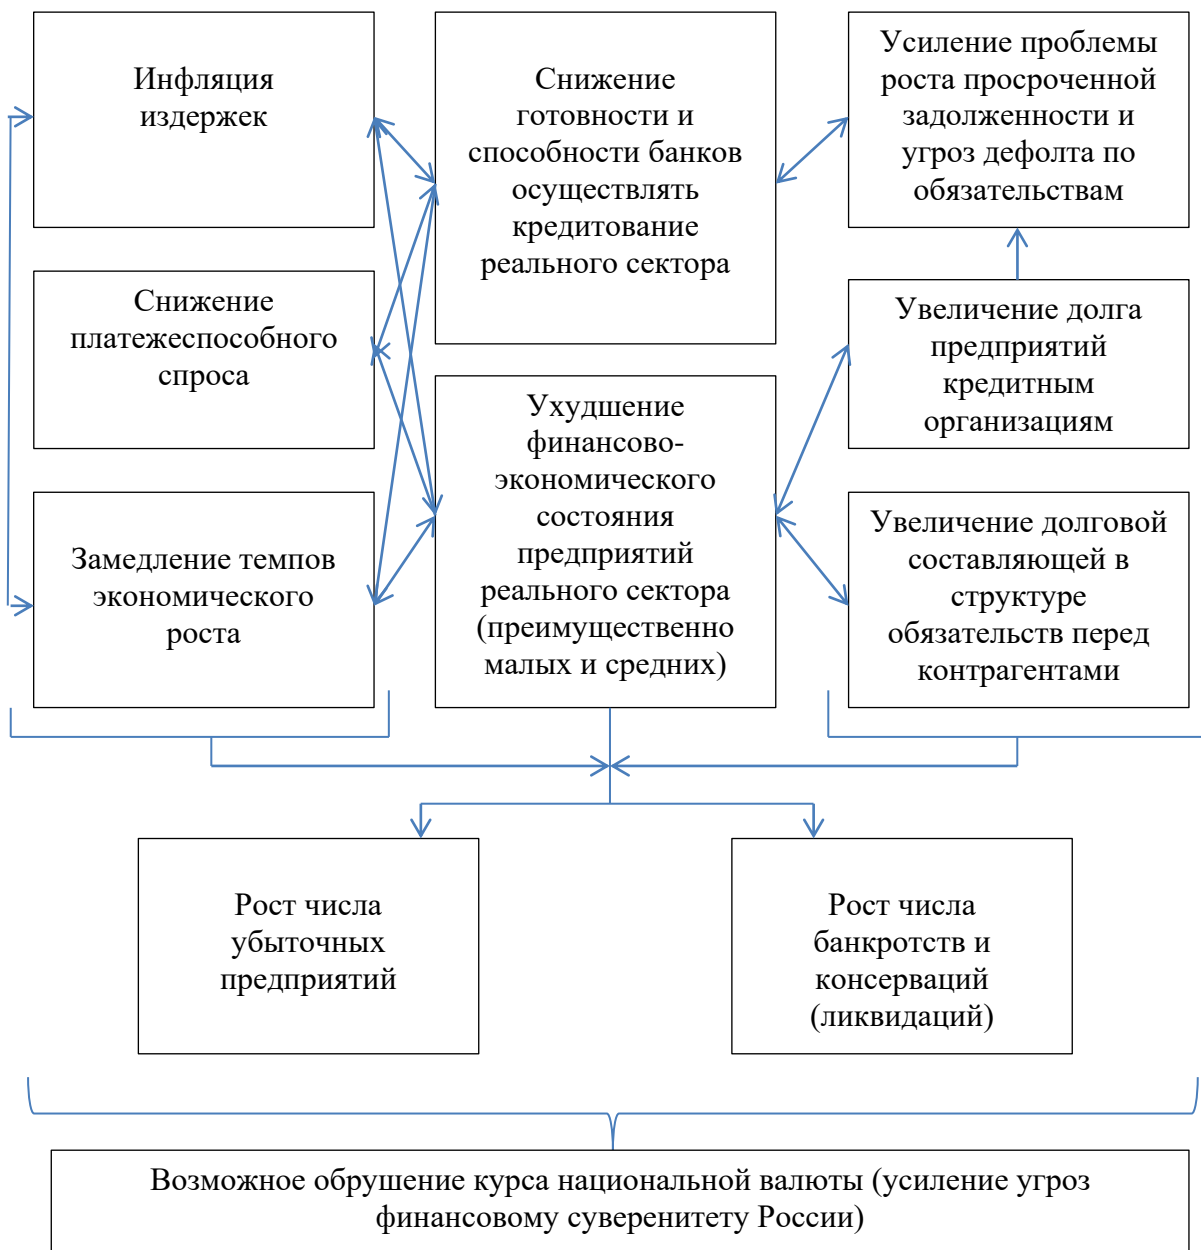 Инфляция
издержек
Снижение
готовности и
способности банков
осуществлять
кредитование
реального сектора
Усиление проблемы
роста просроченной
задолженности и
угроз дефолта по
обязательствам
Снижение
платежеспособного
спроса
Увеличение долга
предприятий
кредитным
организациям
Ухудшение
финансово-
экономического
состояния
предприятий
реального сектора
(преимущественно
малых и средних)
Замедление темпов
экономического
роста
Увеличение долговой
составляющей в
структуре
обязательств перед
контрагентами
Рост числа
убыточных
предприятий
Рост числа
банкротств и
консерваций
(ликвидаций)
Возможное обрушение курса национальной валюты (усиление угроз
финансовому суверенитету России)